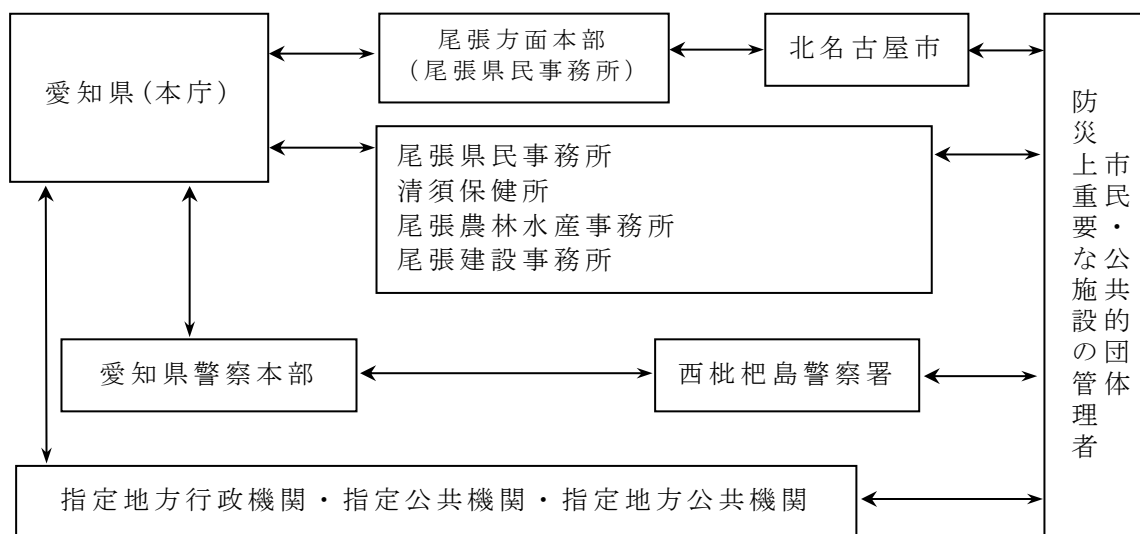 愛知県(本庁)
尾張方面本部
(尾張県民事務所)
北名古屋市
尾張県民事務所
清須保健所
尾張農林水産事務所
尾張建設事務所
愛知県警察本部
西枇杷島警察署
指定地方行政機関・指定公共機関・指定地方公共機関
市民・公共的団体
防災上重要な施設の管理者